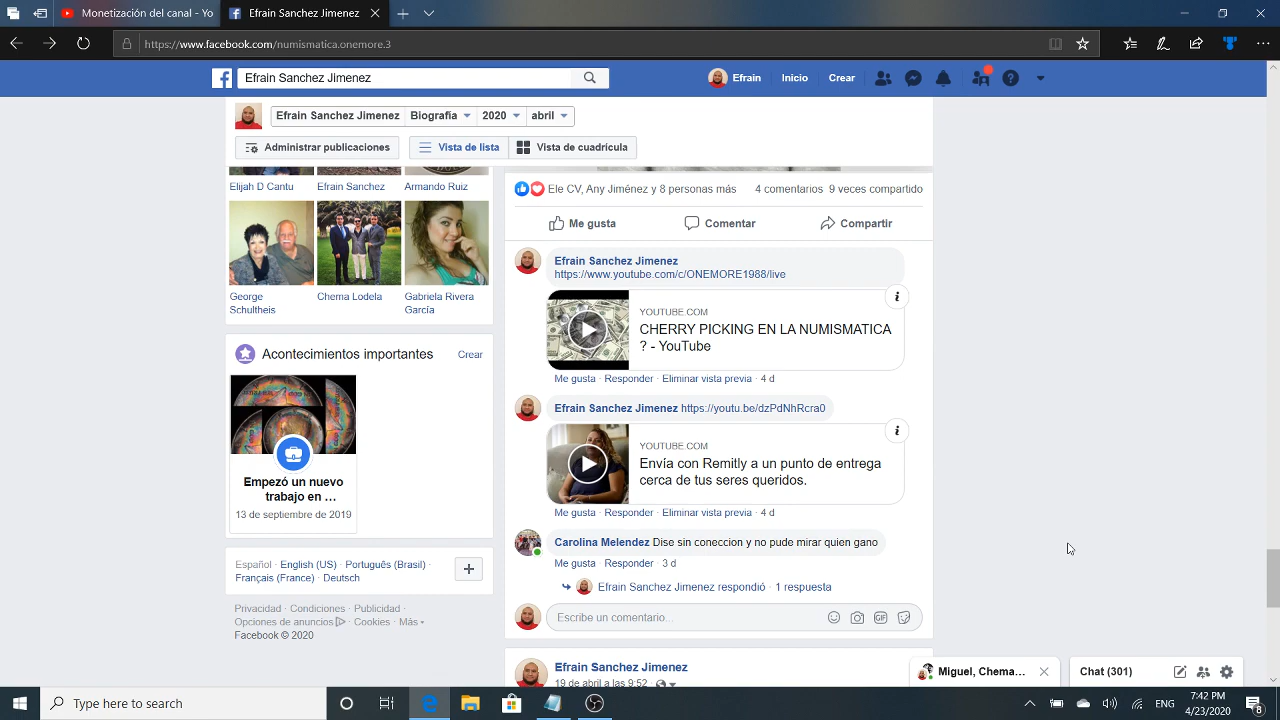 Monetización del canal - Yo
Efrain Sanchez Jimenez
https://www.facebook.com/numismatica.onemore.3
Efrain Sanchez Jimenez
Efrain
Inicio
Crear
Efrain Sanchez Jimenez
Biografía
2020
abril
Administrar publicaciones
Vista de lista
Vista de cuadrícula
Elijah D Cantu
Efrain Sanchez
Armando Ruiz
George
Schultheis
Chema Lodela
Gabriela Rivera
García
Acontecimientos importantes
Crear
Empezó un nuevo
trabajo en ...
13 de septiembre de 2019
Español · English (US) · Português (Brasil) ·
Français (France) · Deutsch
Privacidad · Condiciones · Publicidad ·
Opciones de anuncios · Cookies · Más
Facebook © 2020
Ele CV, Any Jiménez y 8 personas más
4 comentarios
9 veces compartido
Me gusta
Comentar
Compartir
Efrain Sanchez Jimenez
https://www.youtube.com/c/ONEMORE1988/live
YOUTUBE.COM
CHERRY PICKING EN LA NUMISMATICA
? - YouTube
Me gusta · Responder · Eliminar vista previa · 4 d
Efrain Sanchez Jimenez https://youtu.be/dzPdNhRcra0
YOUTUBE.COM
Envía con Remitly a un punto de entrega
cerca de tus seres queridos.
Me gusta · Responder · Eliminar vista previa · 4 d
Carolina Melendez Dise sin coneccion y no pude mirar quien gano
Me gusta · Responder · 3 d
Efrain Sanchez Jimenez respondió · 1 respuesta
Escribe un comentario...
GIF
Efrain Sanchez Jimenez
19 de abril a las 9:52
Miguel, Chema...
Chat (301)
Type here to search
ENG
7:42 PM
4/23/2020
8